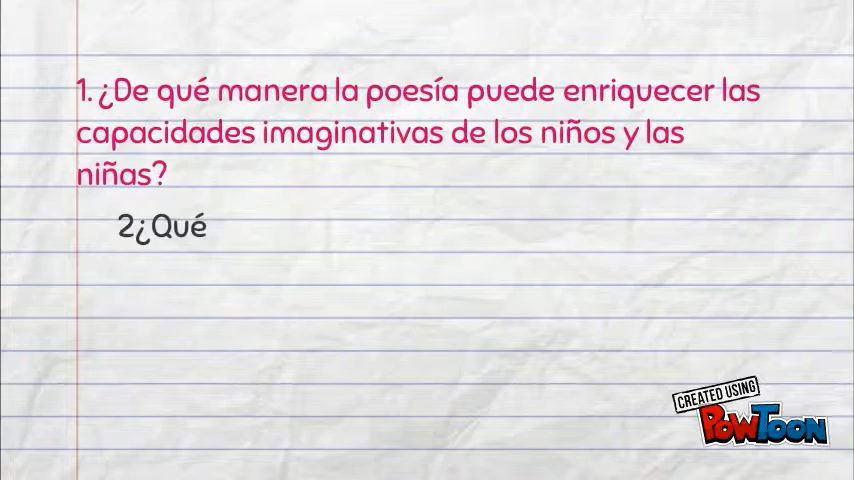 1. ¿De qué manera la poesía puede enriquecer las
capacidades imaginativas de los niños y las
niñas?
2¿Qué
CREATED USING
POWTOON